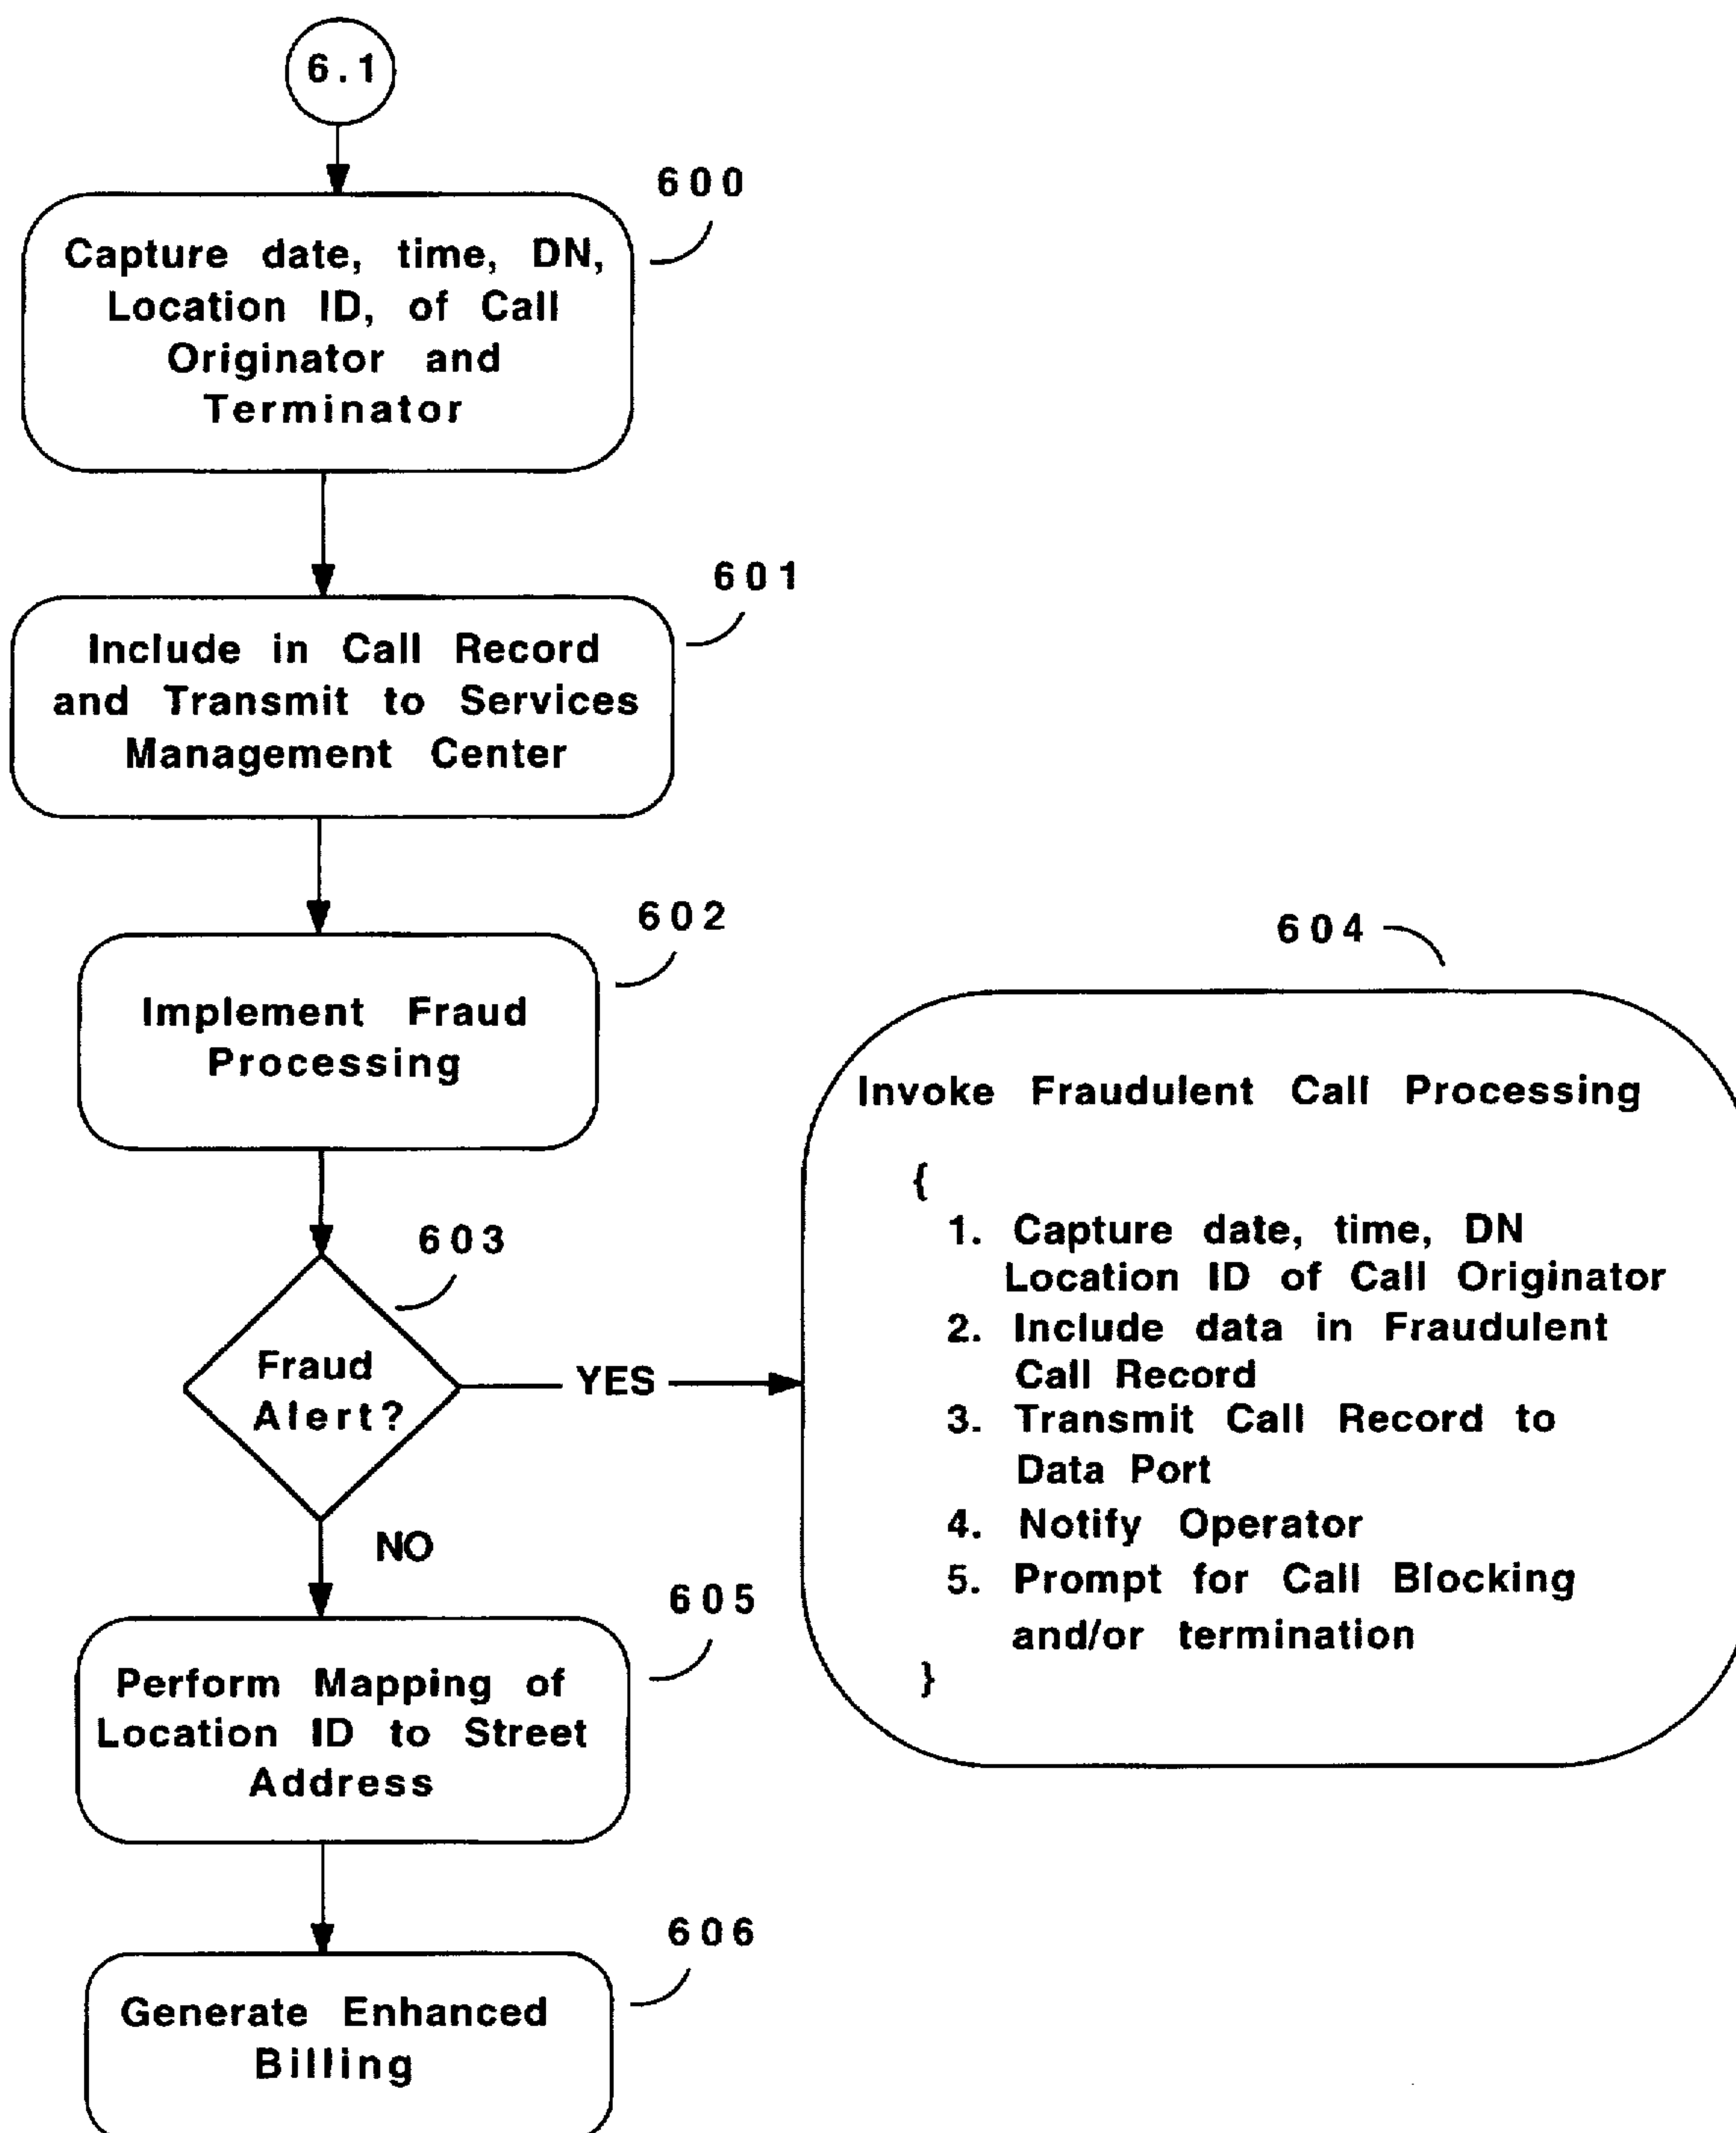 6.1
600
Capture date, time, DN,
Location ID, of Call
Originator and
Terminator
601
Include in Call Record
and Transmit to Services
Management Center
602
Implement Fraud
Processing
603
Fraud
Alert?
YES
604
Invoke Fraudulent Call Processing
{
1. Capture date, time, DN
Location ID of Call Originator
2. Include data in Fraudulent
Call Record
3. Transmit Call Record to
Data Port
4. Notify Operator
5. Prompt for Call Blocking
and/or termination
}
NO
605
Perform Mapping of
Location ID to Street
Address
606
Generate Enhanced
Billing